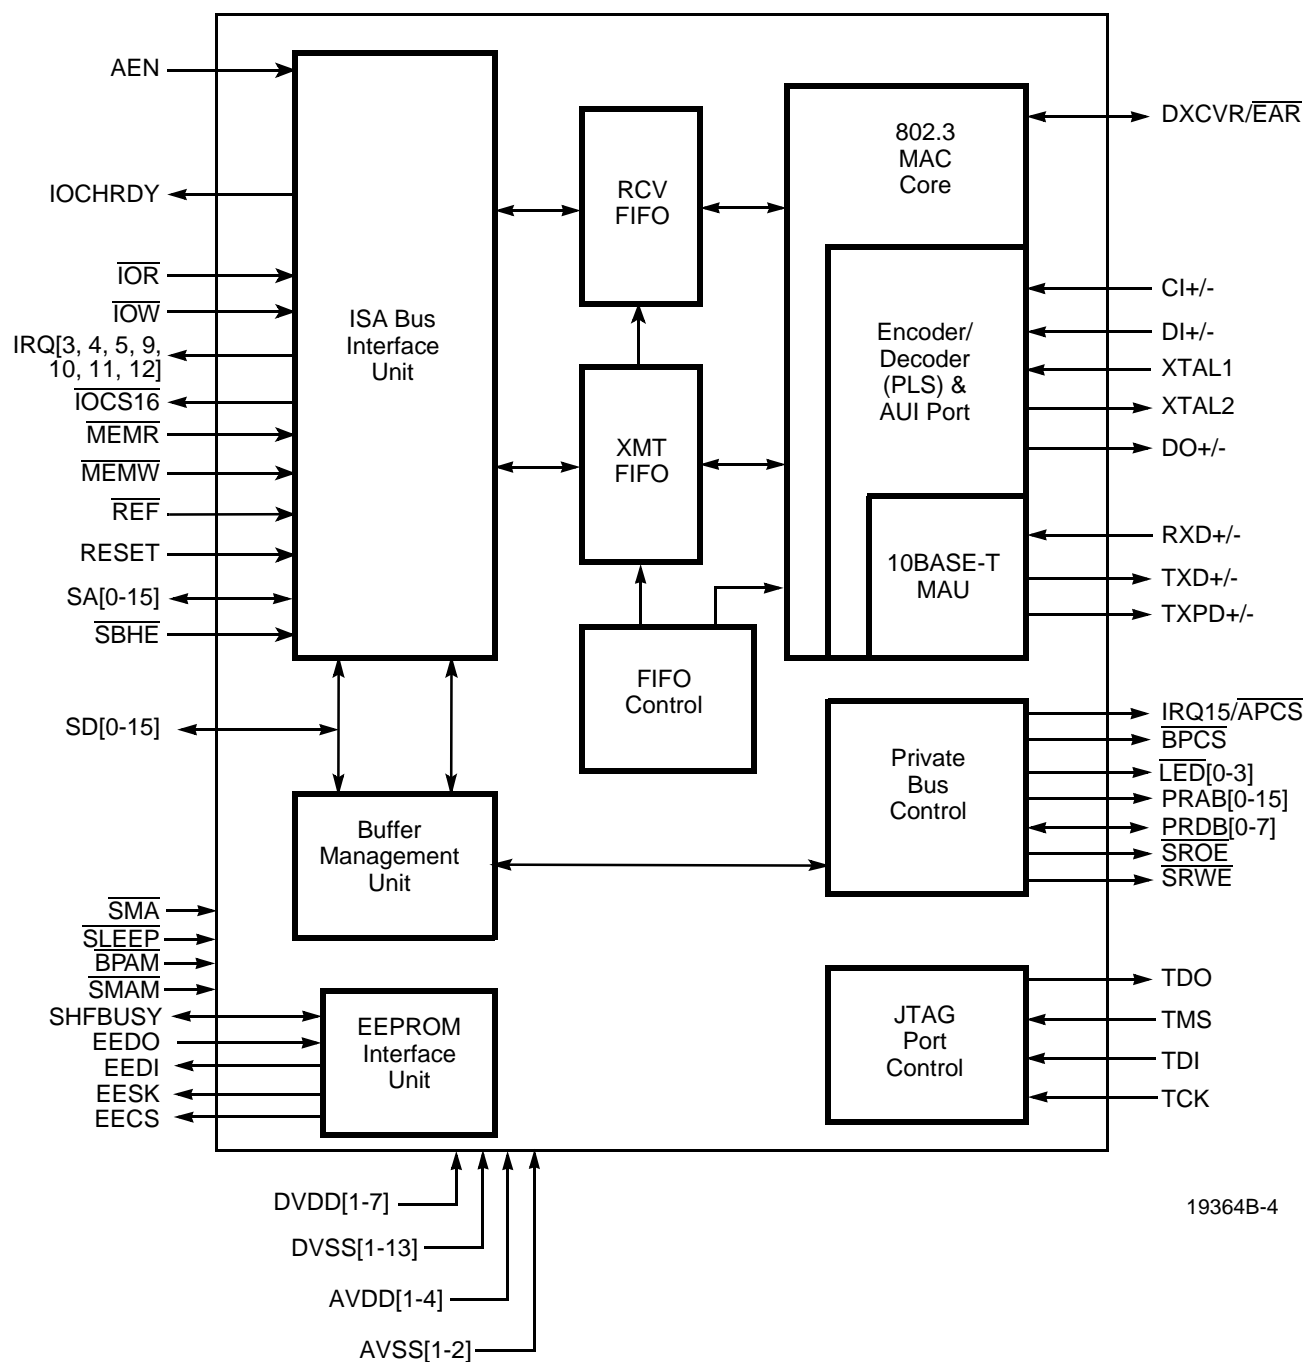 AEN
IOCHRDY
IOR
IOW
IRQ[3, 4, 5, 9,
10, 11, 12]
IOCS16
MEMR
MEMW
REF
RESET
SA[0-15]
SBHE
SD[0-15]
SMA
SLEEP
BPAM
SMAM
SHFBUSY
EEDO
EEDI
EESK
EECS
ISA Bus
Interface
Unit
RCV
FIFO
XMT
FIFO
FIFO
Control
802.3
MAC
Core
Encoder/
Decoder
(PLS) &
AUI Port
10BASE-T
MAU
Buffer
Management
Unit
Private
Bus
Control
EEPROM
Interface
Unit
JTAG
Port
Control
DXCVR/EAR
CI+/-
DI+/-
XTAL1
XTAL2
DO+/-
RXD+/-
TXD+/-
TXPD+/-
IRQ15/APCS
BPCS
LED[0-3]
PRAB[0-15]
PRDB[0-7]
SROE
SRWE
TDO
TMS
TDI
TCK
DVDD[1-7]
DVSS[1-13]
AVDD[1-4]
AVSS[1-2]
19364B-4